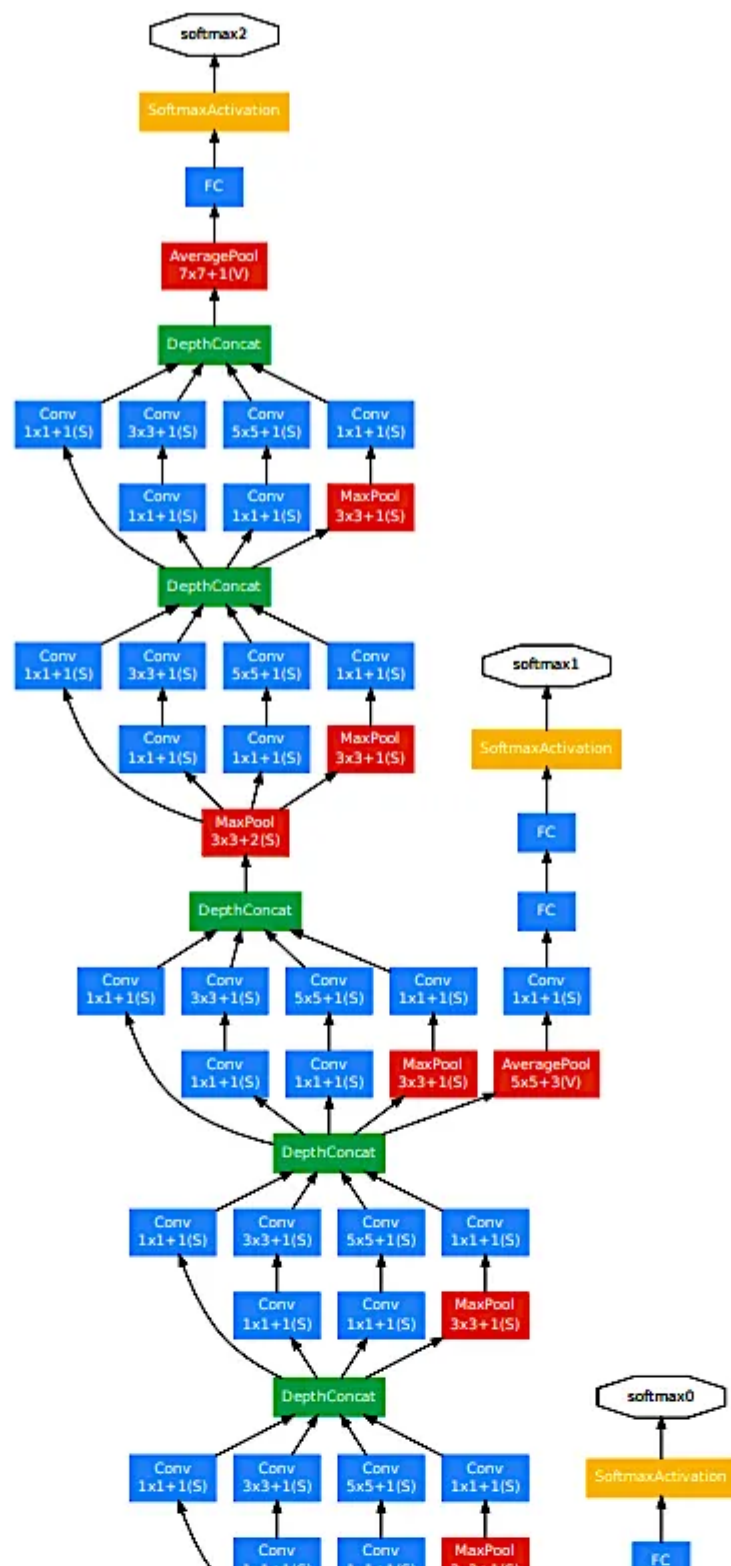 softmax2
SoftmaxActivation
FC
AveragePool
7x7+1(V)
DepthConcat
Conv
1x1+1(S)
Conv
3x3+1(S)
Conv
5x5+1(S)
Conv
1x1+1(S)
Conv
1x1+1(S)
Conv
1x1+1(S)
MaxPool
3x3+1(S)
DepthConcat
Conv
1x1+1(S)
Conv
3x3+1(S)
Conv
5x5+1(S)
Conv
1x1+1(S)
softmax1
Conv
1x1+1(S)
Conv
1x1+1(S)
MaxPool
3x3+1(S)
SoftmaxActivation
MaxPool
3x3+2(S)
FC
DepthConcat
FC
Conv
1x1+1(S)
Conv
3x3+1(S)
Conv
5x5+1(S)
Conv
1x1+1(S)
Conv
1x1+1(S)
Conv
1x1+1(S)
Conv
1x1+1(S)
MaxPool
3x3+1(S)
AveragePool
5x5+3(V)
DepthConcat
Conv
1x1+1(S)
Conv
3x3+1(S)
Conv
5x5+1(S)
Conv
1x1+1(S)
Conv
1x1+1(S)
Conv
1x1+1(S)
MaxPool
3x3+1(S)
DepthConcat
softmax0
Conv
1x1+1(S)
Conv
3x3+1(S)
Conv
5x5+1(S)
Conv
1x1+1(S)
SoftmaxActivation
Conv
Conv
MaxPool
FC